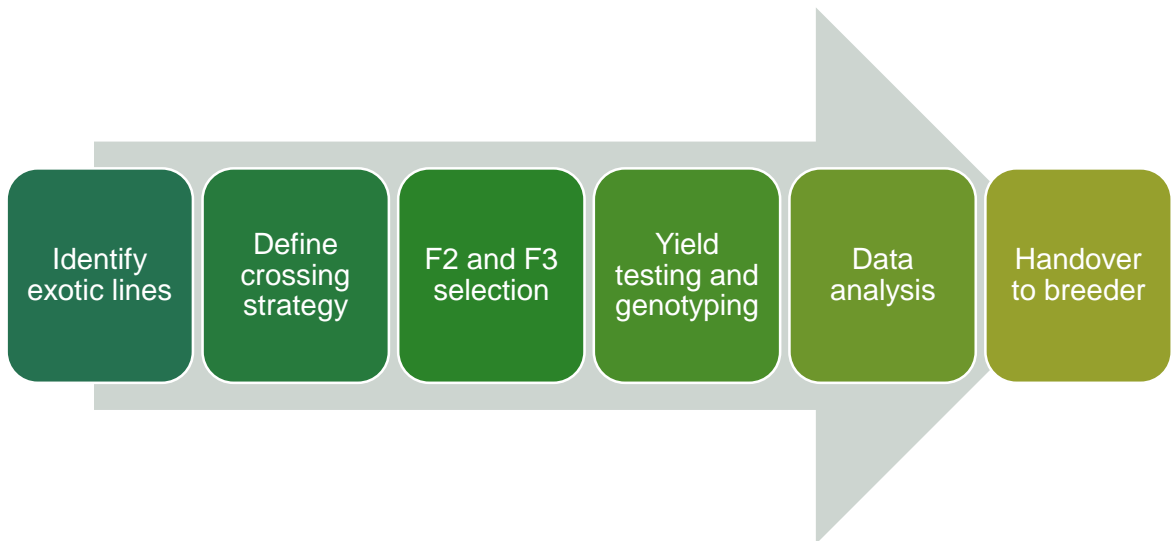 Identify
exotic lines
Define
crossing
strategy
F2 and F3
selection
Yield
testing and
genotyping
Data
analysis
Handover
to breeder